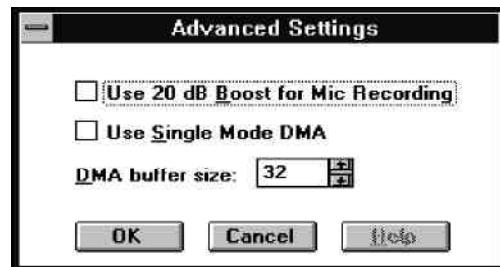 Advanced Settings
Use 20 dB Boost for Mic Recording
Use Single Mode DMA
DMA buffer size: 32
OK Cancel Help